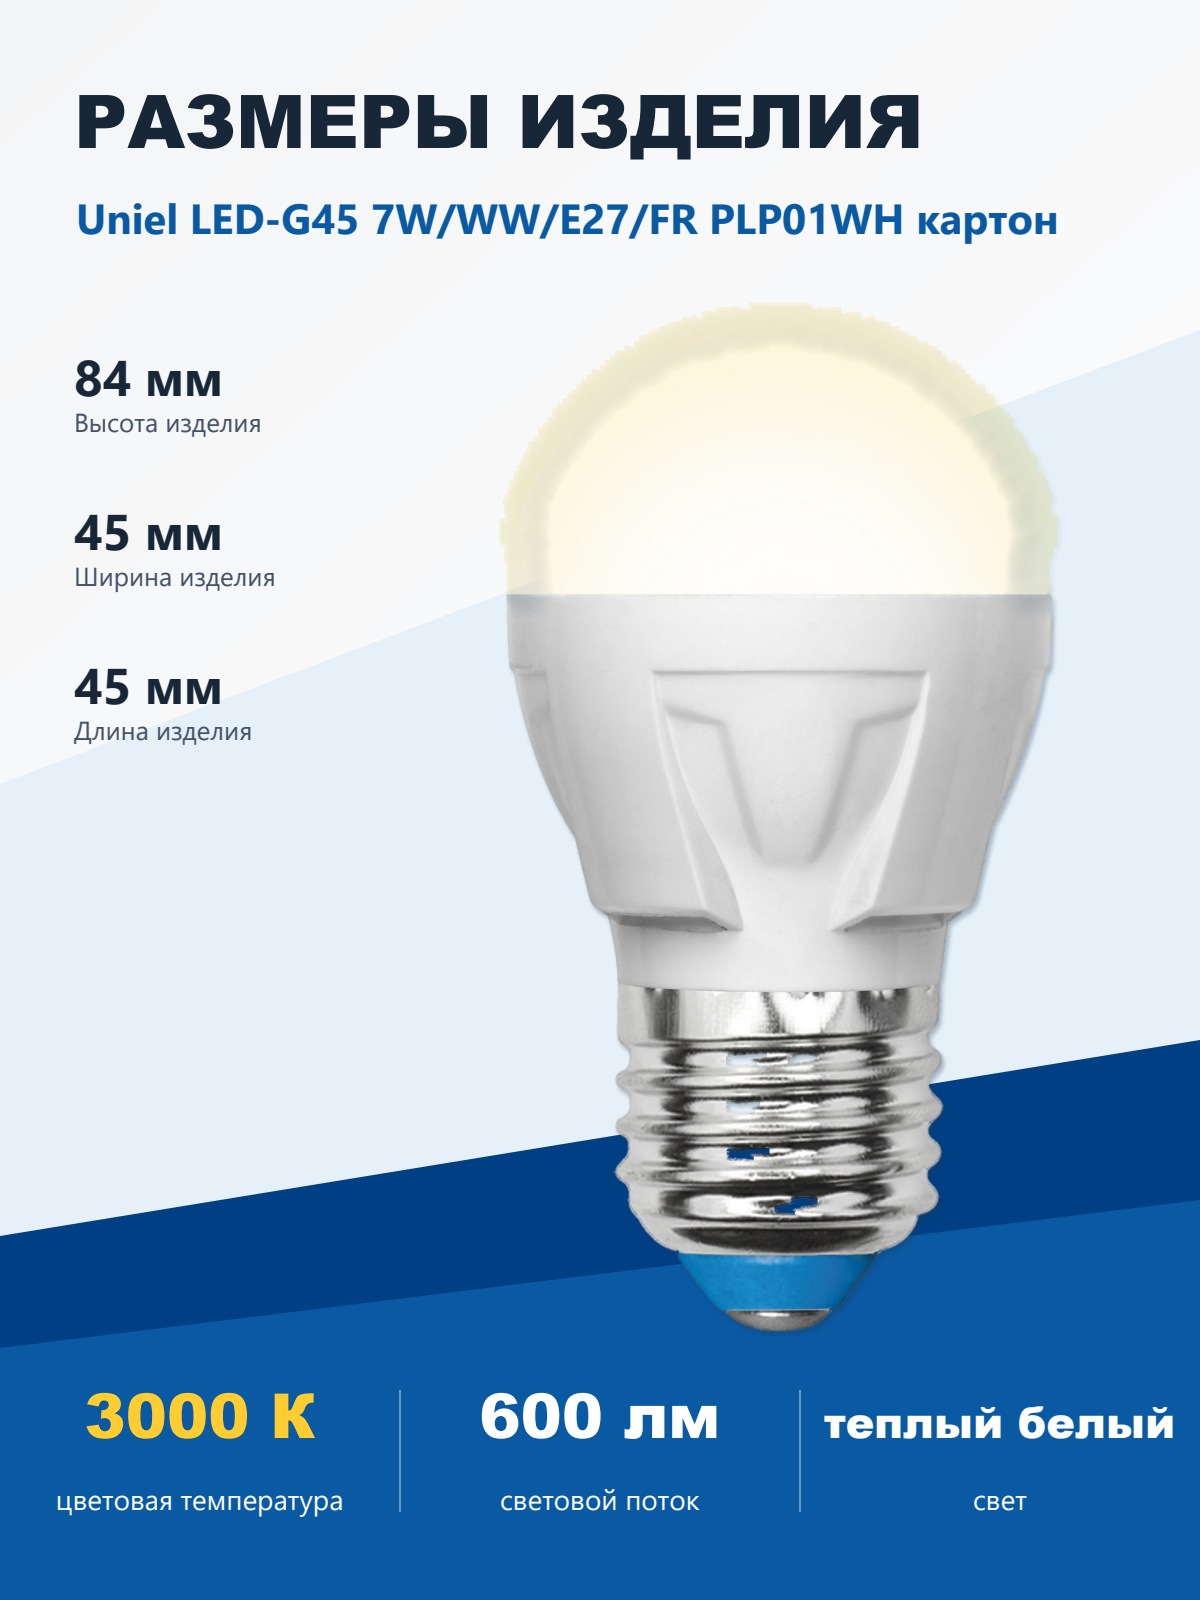 РАЗМЕРЫ ИЗДЕЛИЯ
Uniel LED-G45 7W/WW/E27/FR PLP01WH картон
84 мм
Высота изделия
45 мм
Ширина изделия
45 мм
Длина изделия
3000 К
цветовая температура
600 лм
световой поток
теплый белый
свет